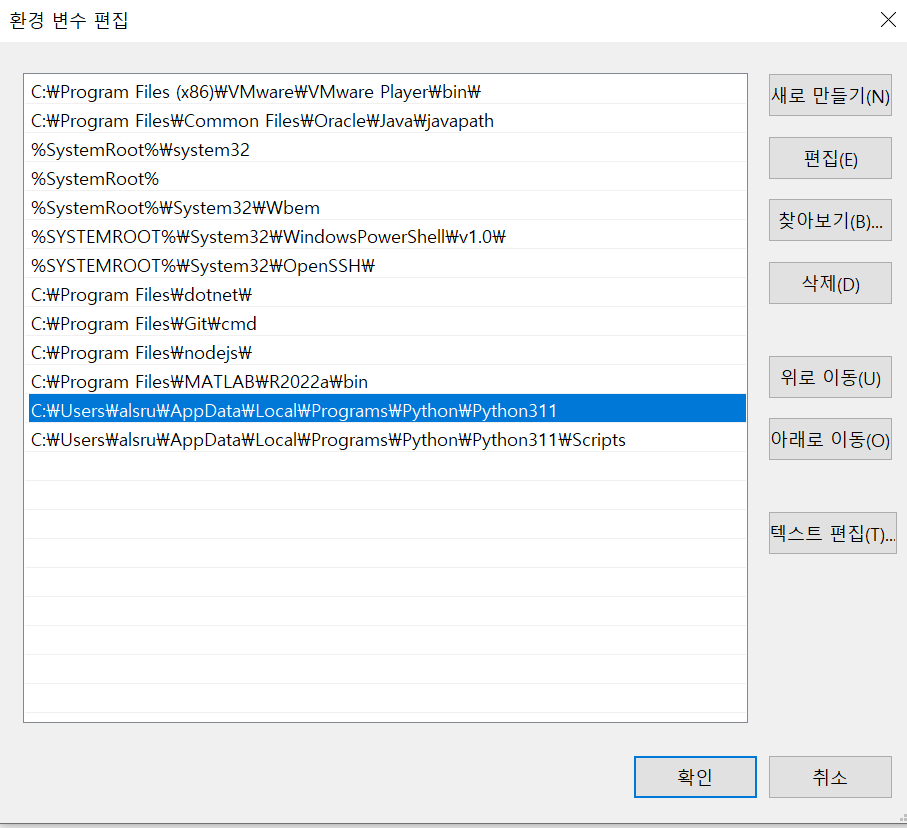 환경 변수 편집
C:₩Program Files (x86)₩VMware₩VMware Player₩bin₩
C:₩Program Files₩Common Files₩Oracle₩Java₩javapath
%SystemRoot%₩system32
%SystemRoot%
%SystemRoot%₩System32₩Wbem
%SYSTEMROOT%₩System32₩WindowsPowerShell₩v1.0₩
%SYSTEMROOT%₩System32₩OpenSSH₩
C:₩Program Files₩dotnet₩
C:₩Program Files₩Git₩cmd
C:₩Program Files₩nodejs₩
C:₩Program Files₩MATLAB₩R2022a₩bin
C:₩Users₩alsru₩AppData₩Local₩Programs₩Python₩Python311
C:₩Users₩alsru₩AppData₩Local₩Programs₩Python₩Python311₩Scripts
새로 만들기(N)
편집(E)
찾아보기(B)...
삭제(D)
위로 이동(U)
아래로 이동(O)
텍스트 편집(T)...
확인
취소